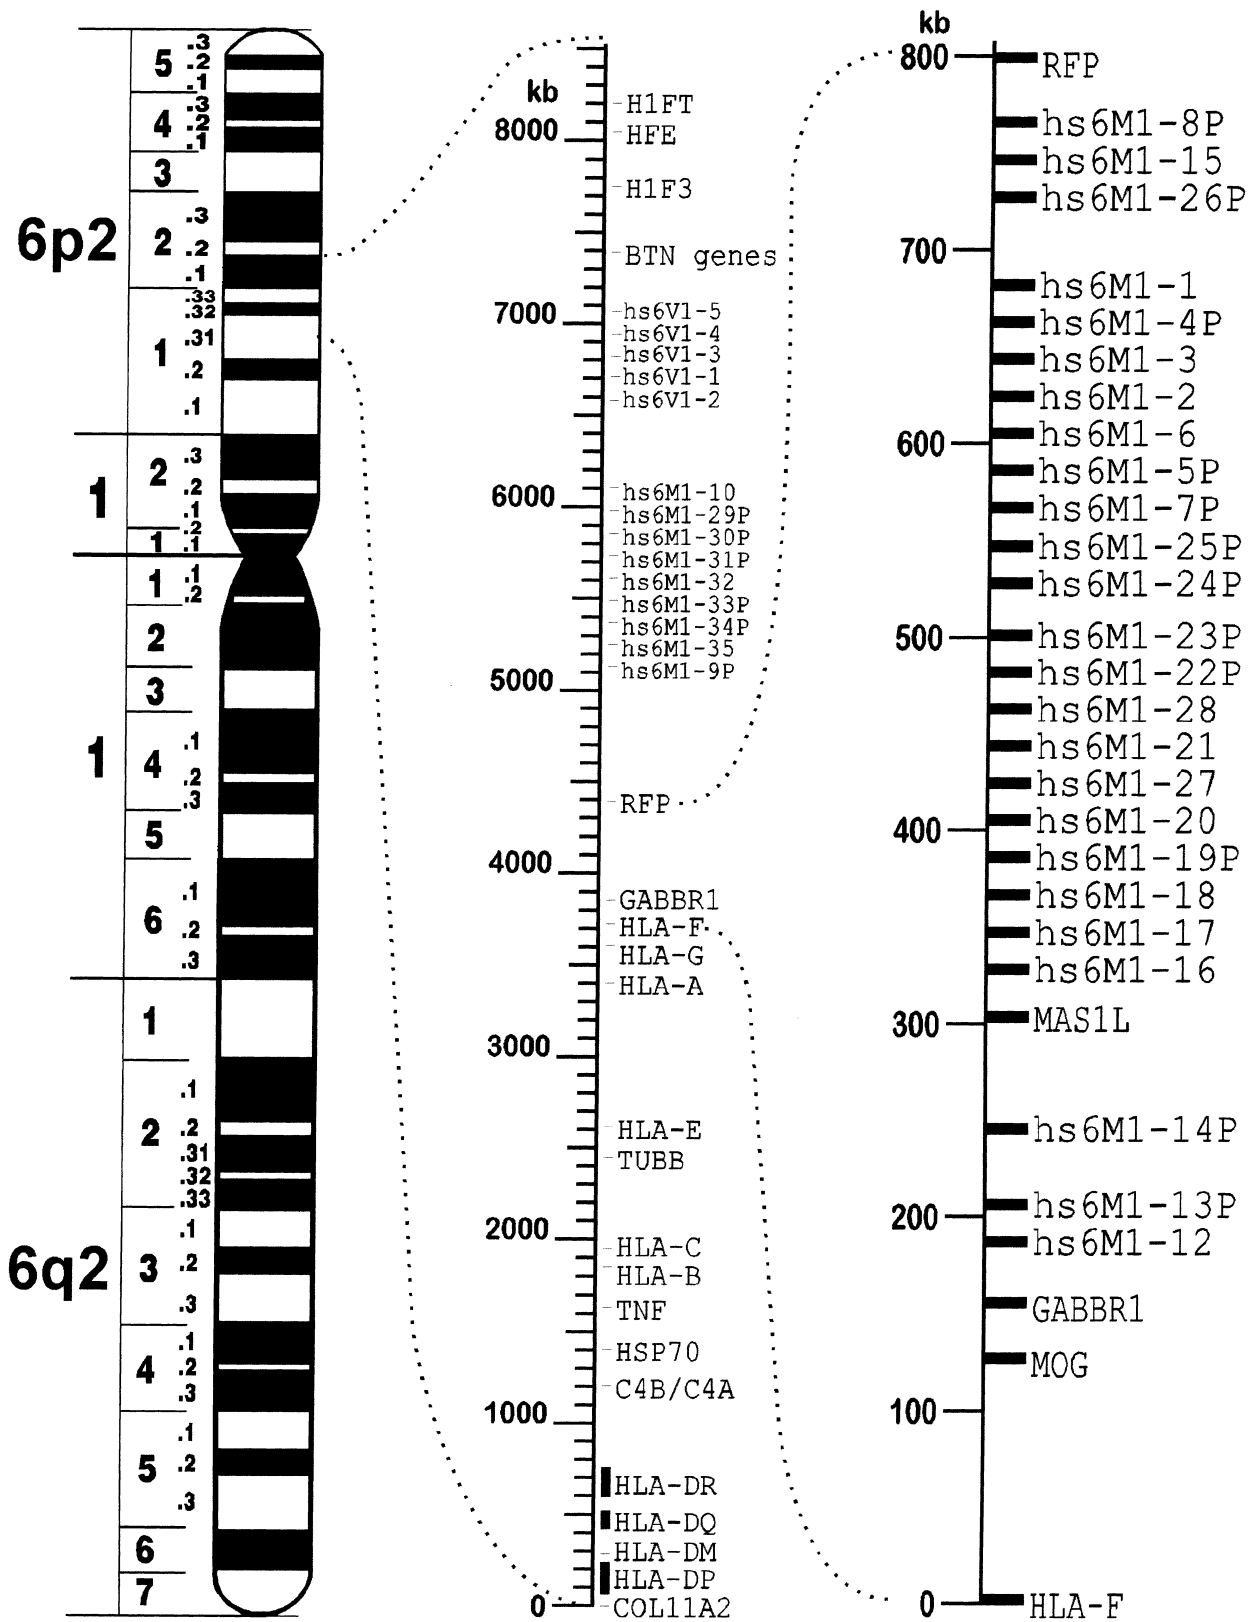 6p2
5
.3
.2
.1
4
.3
.2
.1
3
2
.3
.2
.1
1
.33
.32
.31
.2
.1
1
2
.3
.2
.1
1
.2
.1
1
1
.1
.2
2
3
4
.1
.2
.3
5
6
.1
.2
.3
6q2
1
2
.1
.2
.31
.32
.33
3
.1
.2
.3
4
.1
.2
.3
5
.1
.2
.3
6
7
kb
8000
7000
6000
5000
4000
3000
2000
1000
0
H1FT
HFE
H1F3
BTN genes
hs6V1-5
hs6V1-4
hs6V1-3
hs6V1-1
hs6V1-2
hs6M1-10
hs6M1-29P
hs6M1-30P
hs6M1-31P
hs6M1-32
hs6M1-33P
hs6M1-34P
hs6M1-35
hs6M1-9P
RFP
GABBR1
HLA-F
HLA-G
HLA-A
HLA-E
TUBB
HLA-C
HLA-B
TNF
HSP70
C4B/C4A
HLA-DR
HLA-DQ
HLA-DM
HLA-DP
COL11A2
kb
800
700
600
500
400
300
200
100
0
RFP
hs6M1-8P
hs6M1-15
hs6M1-26P
hs6M1-1
hs6M1-4P
hs6M1-3
hs6M1-2
hs6M1-6
hs6M1-5P
hs6M1-7P
hs6M1-25P
hs6M1-24P
hs6M1-23P
hs6M1-22P
hs6M1-28
hs6M1-21
hs6M1-27
hs6M1-20
hs6M1-19P
hs6M1-18
hs6M1-17
hs6M1-16
MAS1L
hs6M1-14P
hs6M1-13P
hs6M1-12
GABBR1
MOG
HLA-F